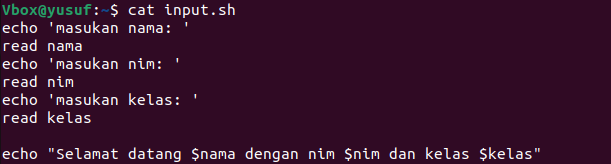 Vbox@yusuf:~$ cat input.sh
echo 'masukan nama: '
read nama
echo 'masukan nim: '
read nim
echo 'masukan kelas: '
read kelas

echo "Selamat datang $nama dengan nim $nim dan kelas $kelas"